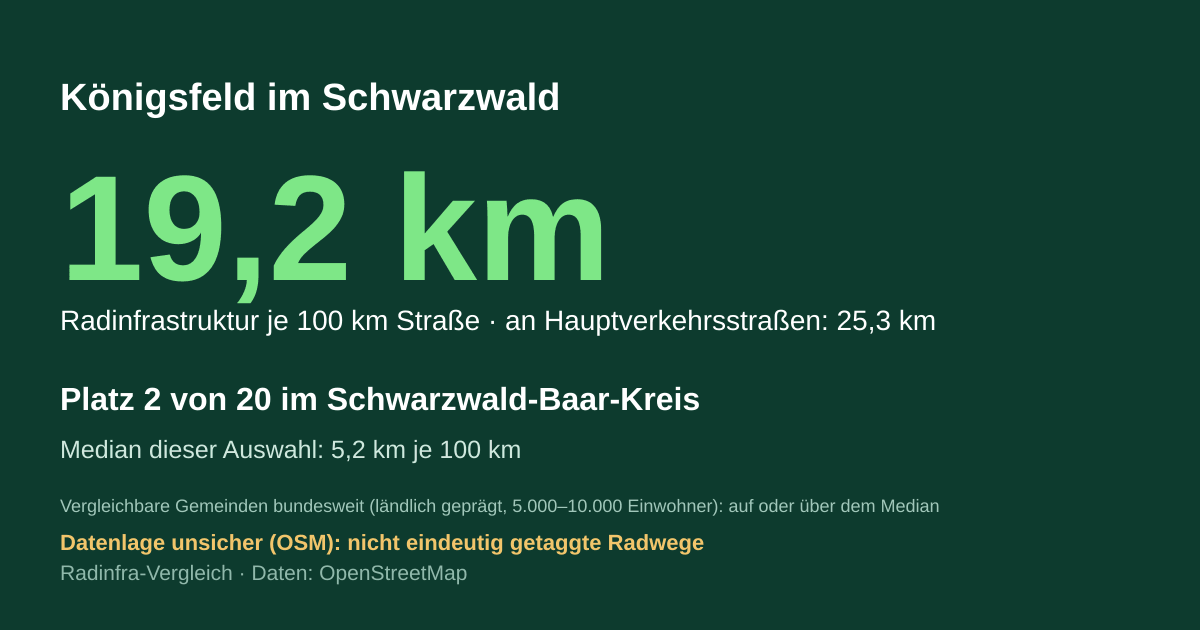 Königsfeld im Schwarzwald
19,2 km
Radinfrastruktur je 100 km Straße · an Hauptverkehrsstraßen: 25,3 km
Platz 2 von 20 im Schwarzwald-Baar-Kreis
Median dieser Auswahl: 5,2 km je 100 km
Vergleichbare Gemeinden bundesweit (ländlich geprägt, 5.000–10.000 Einwohner): auf oder über dem Median
Datenlage unsicher (OSM): nicht eindeutig getaggte Radwege
Radinfra-Vergleich · Daten: OpenStreetMap